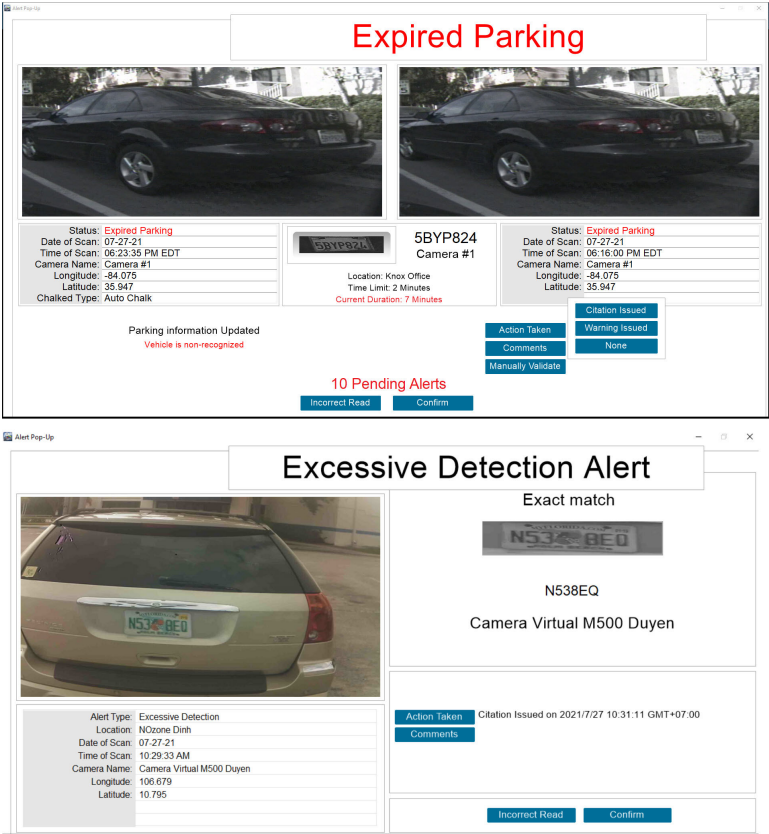 Alert Pop-Up
Expired Parking
Status: Expired Parking
Date of Scan: 07-27-21
Time of Scan: 06:23:35 PM EDT
Camera Name: Camera #1
Longitude: -84.075
Latitude: 35.947
Chalked Type: Auto Chalk
5BYP824
5BYP824
Camera #1
Location: Knox Office
Time Limit: 2 Minutes
Current Duration: 7 Minutes
Status: Expired Parking
Date of Scan: 07-27-21
Time of Scan: 06:16:00 PM EDT
Camera Name: Camera #1
Longitude: -84.075
Latitude: 35.947
Parking information Updated
Vehicle is non-recognized
Action Taken
Comments
Manually Validate
Citation Issued
Warning Issued
None
10 Pending Alerts
Incorrect Read
Confirm
Alert Pop-Up
Excessive Detection Alert
N53 8EQ
Exact match
N53 8EQ
N538EQ
Camera Virtual M500 Duyen
Alert Type: Excessive Detection
Location: NOzone Dinh
Date of Scan: 07-27-21
Time of Scan: 10:29:33 AM
Camera Name: Camera Virtual M500 Duyen
Longitude: 106.679
Latitude: 10.795
Action Taken
Citation Issued on 2021/7/27 10:31:11 GMT+07:00
Comments
Incorrect Read
Confirm